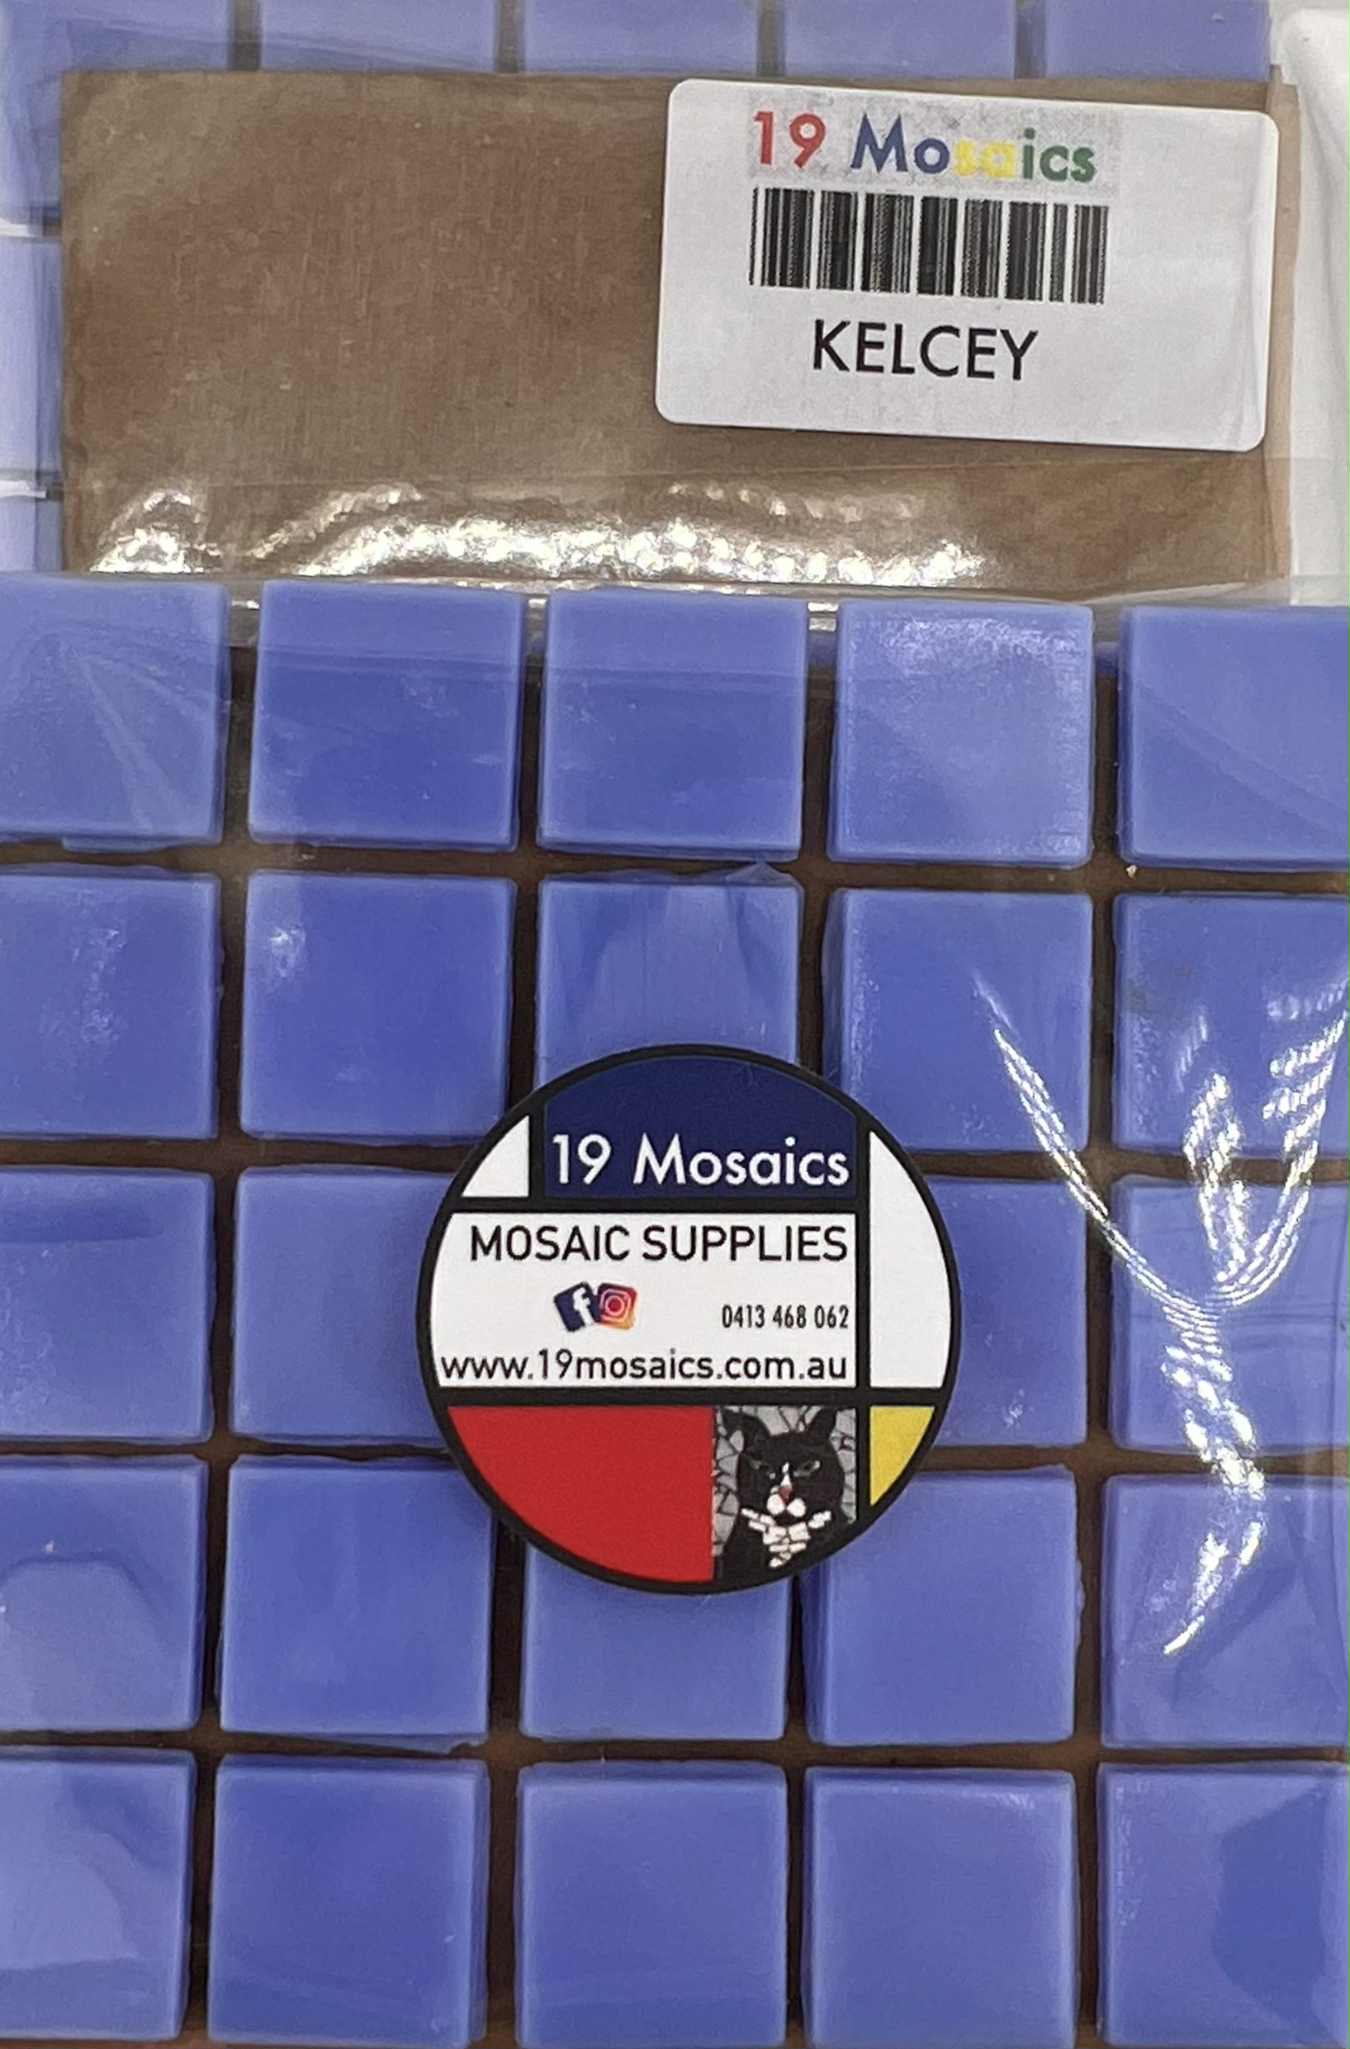 19 Mosaics
KELCEY
19 Mosaics
MOSAIC SUPPLIES
0413 468 062
www.19mosaics.com.au